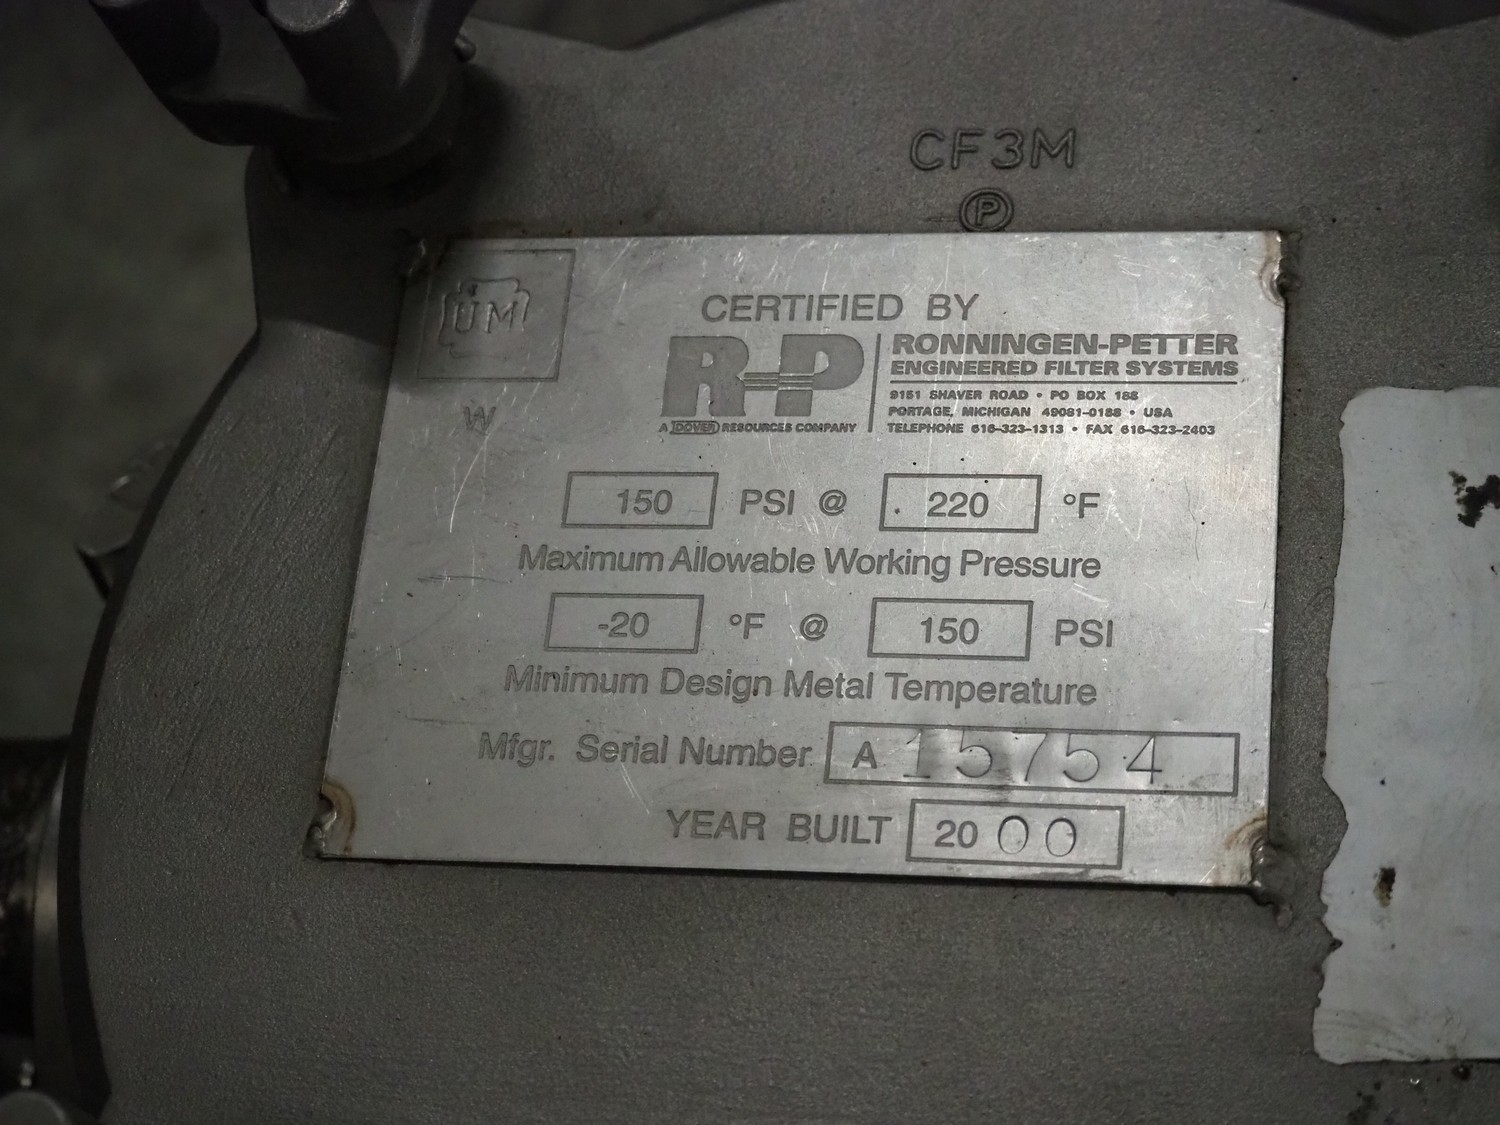 CF3M
P
UM
W
CERTIFIED BY
R-P
A DOVER RESOURCES COMPANY
RONNINGEN-PETTER
ENGINEERED FILTER SYSTEMS
9151 SHAVER ROAD • PO BOX 188
PORTAGE, MICHIGAN 49081-0188 • USA
TELEPHONE 616-323-1313 • FAX 616-323-2403
150 PSI @ 220 °F
Maximum Allowable Working Pressure
-20 °F @ 150 PSI
Minimum Design Metal Temperature
Mfgr. Serial Number A 15754
YEAR BUILT 2000